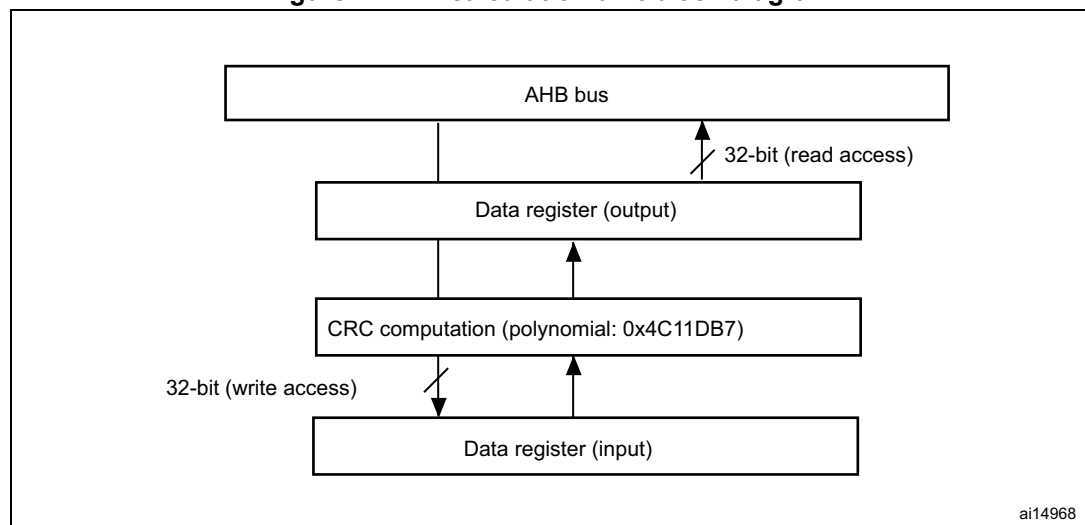 AHB bus
32-bit (read access)
Data register (output)
CRC computation (polynomial: 0x4C11DB7)
32-bit (write access)
Data register (input)
ai14968